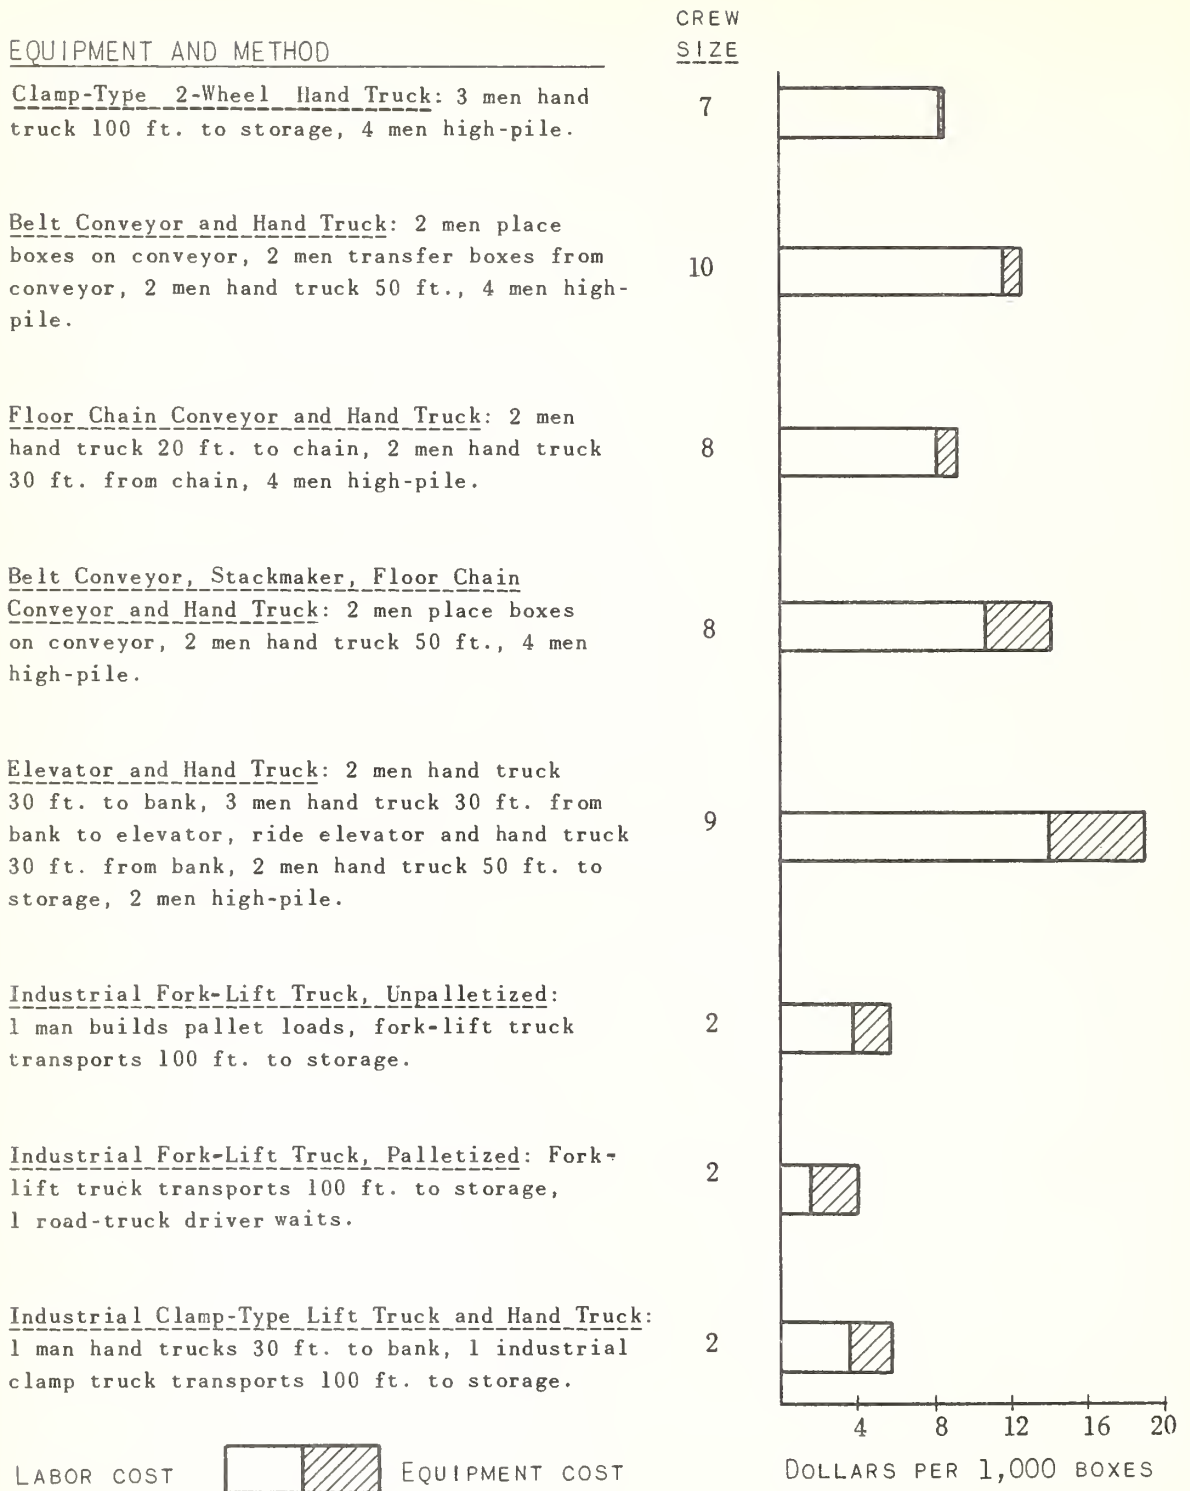 CREW
EQUIPMENT AND METHOD SIZE
Clamp-Type 2-Wheel Hand Truck: 3 men hand
truck 100 ft. to storage, 4 men high-pile.
7
Belt Conveyor and Hand Truck: 2 men place
boxes on conveyor, 2 men transfer boxes from
conveyor, 2 men hand truck 50 ft., 4 men high-
pile.
10
Floor Chain Conveyor and Hand Truck: 2 men
hand truck 20 ft. to chain, 2 men hand truck
30 ft. from chain, 4 men high-pile.
8
Belt Conveyor, Stackmaker, Floor Chain
Conveyor and Hand Truck: 2 men place boxes
on conveyor, 2 men hand truck 50 ft., 4 men
high-pile.
8
Elevator and Hand Truck: 2 men hand truck
30 ft. to bank, 3 men hand truck 30 ft. from
bank to elevator, ride elevator and hand truck
30 ft. from bank, 2 men hand truck 50 ft. to
storage, 2 men high-pile.
9
Industrial Fork-Lift Truck, Unpalletized:
1 man builds pallet loads, fork-lift truck
transports 100 ft. to storage.
2
Industrial Fork-Lift Truck, Palletized: Fork-
lift truck transports 100 ft. to storage,
1 road-truck driver waits.
2
Industrial Clamp-Type Lift Truck and Hand Truck:
1 man hand trucks 30 ft. to bank, 1 industrial
clamp truck transports 100 ft. to storage.
2
4 8 12 16 20
LABOR COST EQUIPMENT COST DOLLARS PER 1,000 BOXES